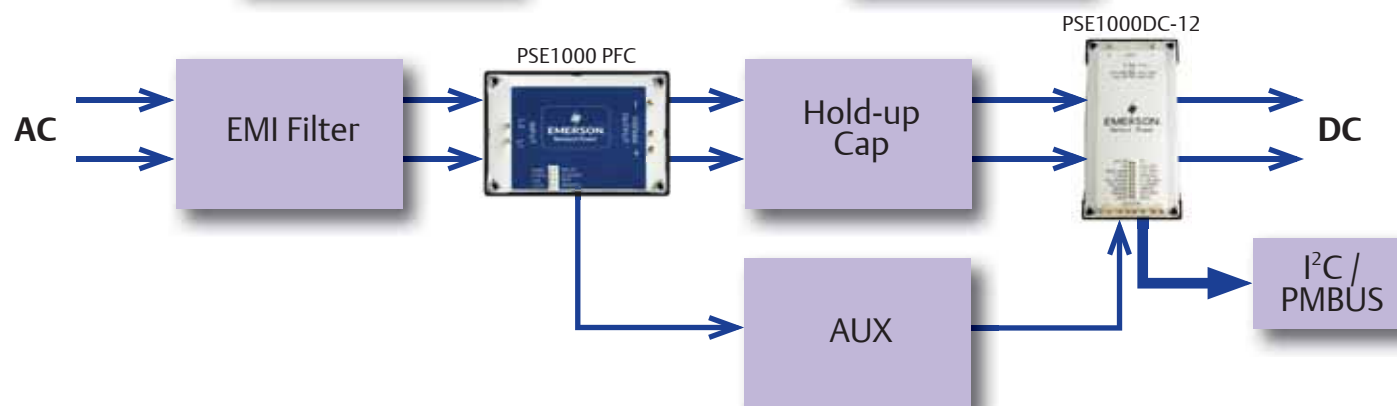 PSE1000DC-12
PSE1000 PFC
AC
EMI Filter
EMERSON
Hold-up
Cap
EMERSON
DC
I²C /
PMBUS
AUX